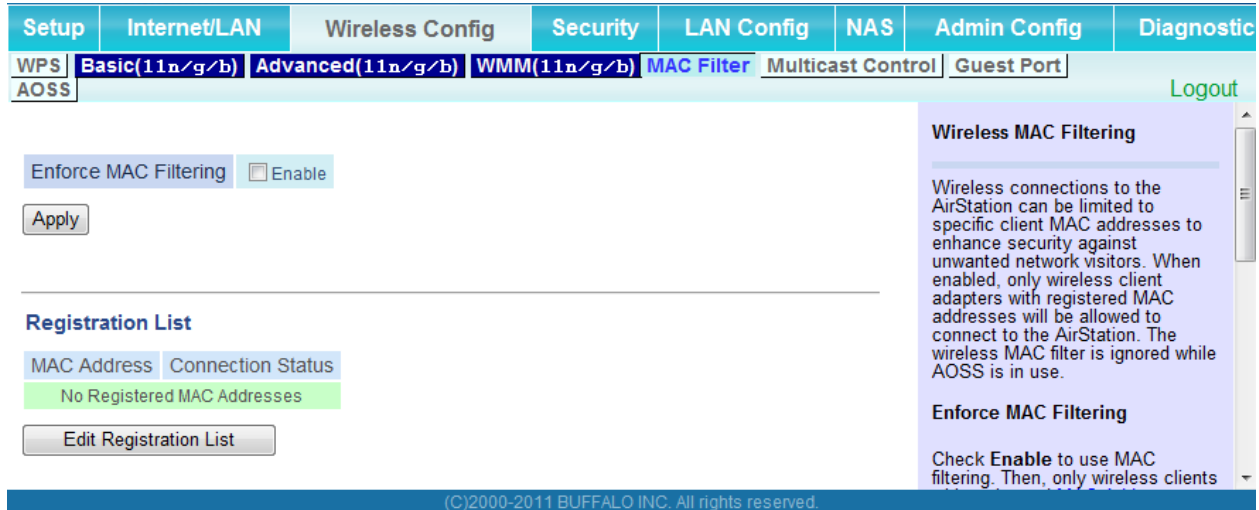 Setup Internet/LAN Wireless Config Security LAN Config NAS Admin Config Diagnostic
WPS Basic(11n/g/b) Advanced(11n/g/b) WMM(11n/g/b) MAC Filter Multicast Control Guest Port
AOSS
Logout
Enforce MAC Filtering Enable
Apply
Registration List
MAC Address Connection Status
No Registered MAC Addresses
Edit Registration List
Wireless MAC Filtering
Wireless connections to the
AirStation can be limited to
specific client MAC addresses to
enhance security against
unwanted network visitors. When
enabled, only wireless client
adapters with registered MAC
addresses will be allowed to
connect to the AirStation. The
wireless MAC filter is ignored while
AOSS is in use.
Enforce MAC Filtering
Check Enable to use MAC
filtering. Then, only wireless clients
(C)2000-2011 BUFFALO INC. All rights reserved.